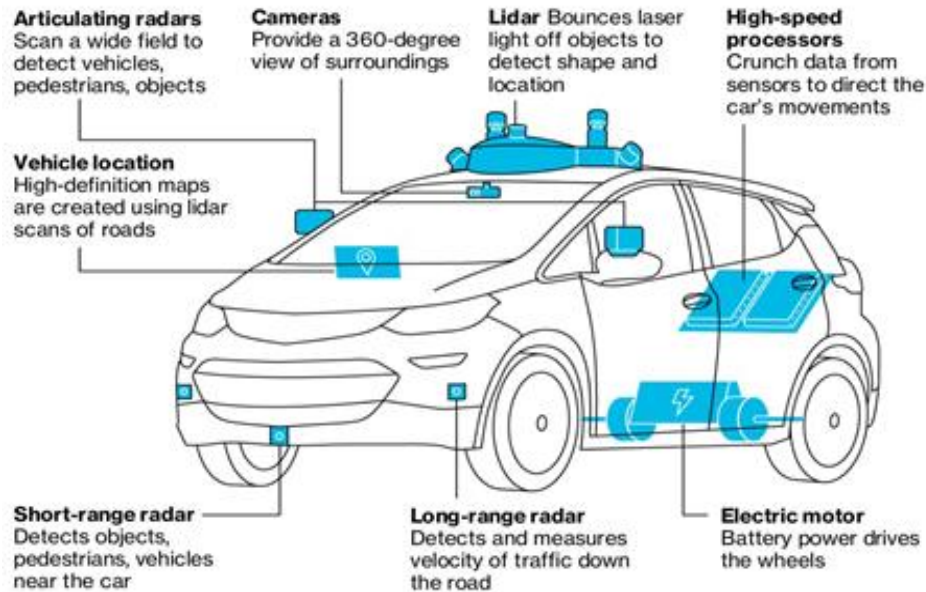 Articulating radars
Scan a wide field to
detect vehicles,
pedestrians, objects
Cameras
Provide a 360-degree
view of surroundings
Lidar Bounces laser
light off objects to
detect shape and
location
High-speed
processors
Crunch data from
sensors to direct the
car's movements
Vehicle location
High-definition maps
are created using lidar
scans of roads
Short-range radar
Detects objects,
pedestrians, vehicles
near the car
Long-range radar
Detects and measures
velocity of traffic down
the road
Electric motor
Battery power drives
the wheels